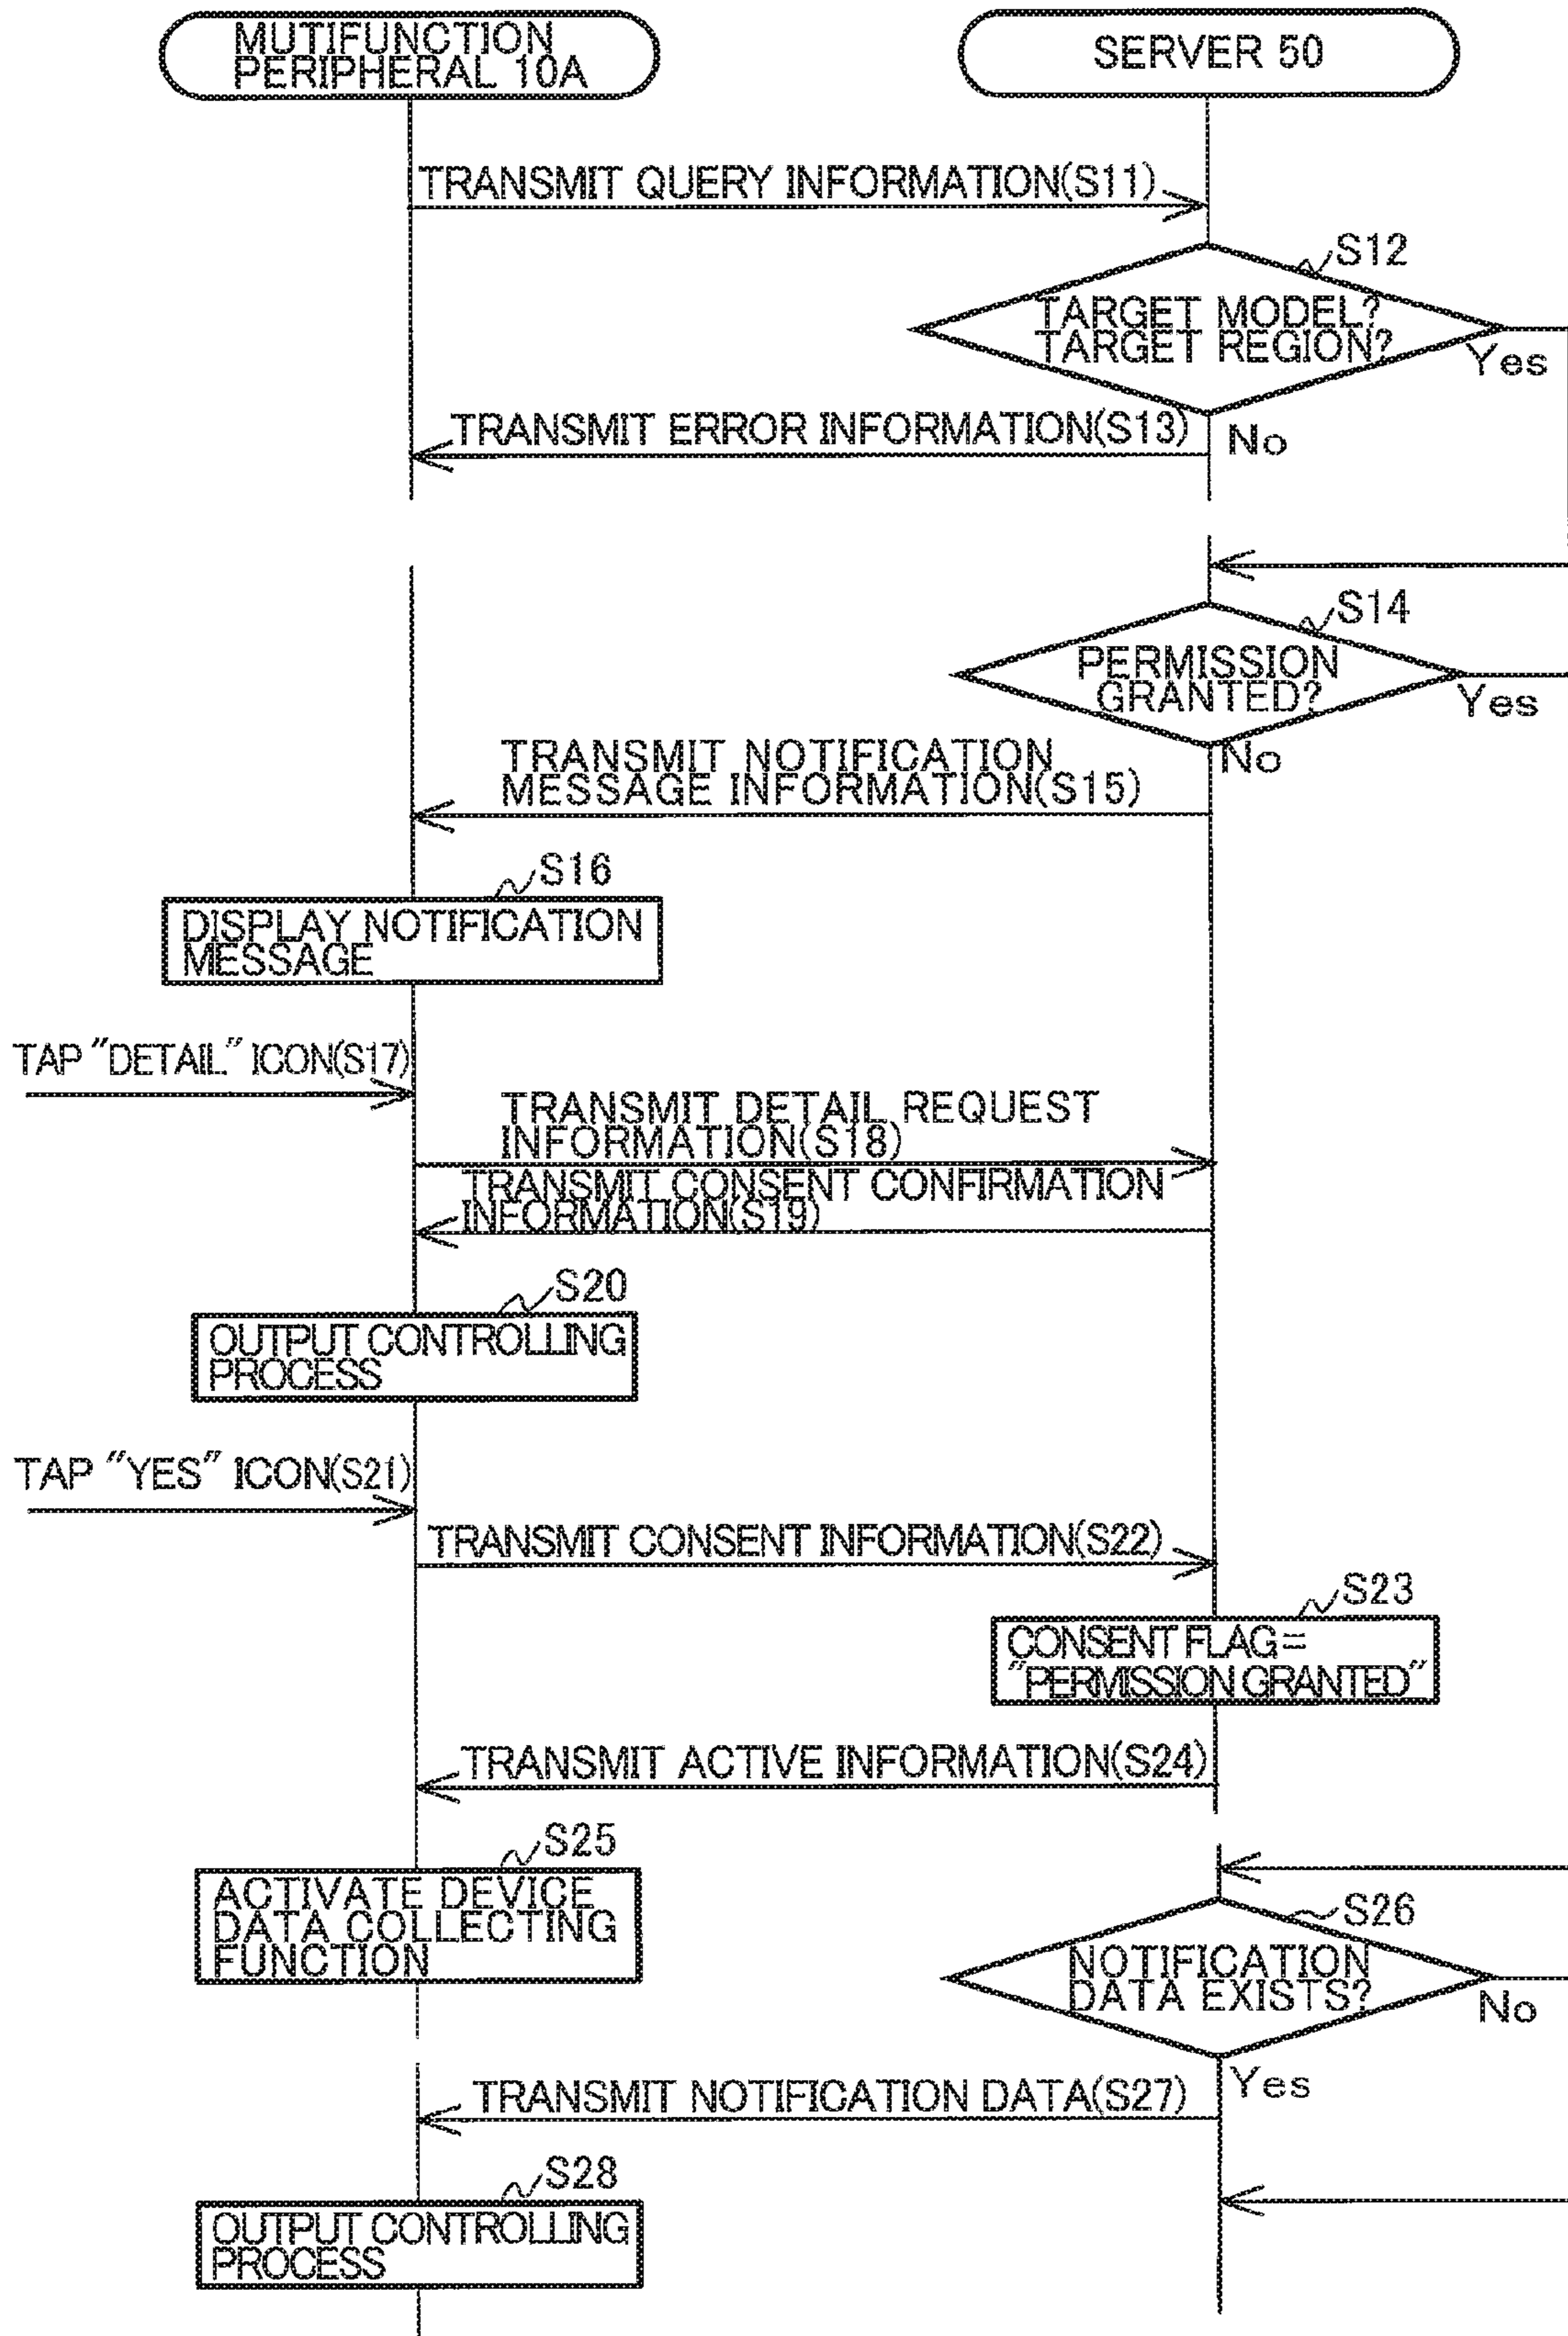 MUTIFUNCTION
PERIPHERAL 10A
SERVER 50
TRANSMIT QUERY INFORMATION(S11)
S12
TARGET MODEL?
TARGET REGION?
Yes
TRANSMIT ERROR INFORMATION(S13)
No
S14
PERMISSION
GRANTED?
Yes
No
TRANSMIT NOTIFICATION
MESSAGE INFORMATION(S15)
S16
DISPLAY NOTIFICATION
MESSAGE
TAP "DETAIL" ICON(S17)
TRANSMIT DETAIL REQUEST
INFORMATION(S18)
TRANSMIT CONSENT CONFIRMATION
INFORMATION(S19)
S20
OUTPUT CONTROLLING
PROCESS
TAP "YES" ICON(S21)
TRANSMIT CONSENT INFORMATION(S22)
S23
CONSENT FLAG=
"PERMISSION GRANTED"
TRANSMIT ACTIVE INFORMATION(S24)
S25
ACTIVATE DEVICE
DATA COLLECTING
FUNCTION
S26
NOTIFICATION
DATA EXISTS?
No
Yes
TRANSMIT NOTIFICATION DATA(S27)
S28
OUTPUT CONTROLLING
PROCESS